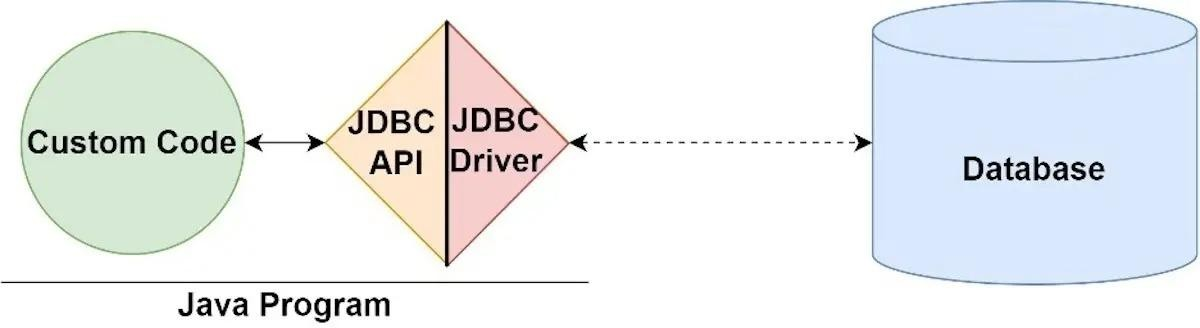 Custom Code
JDBC
API
JDBC
Driver
Database
Java Program